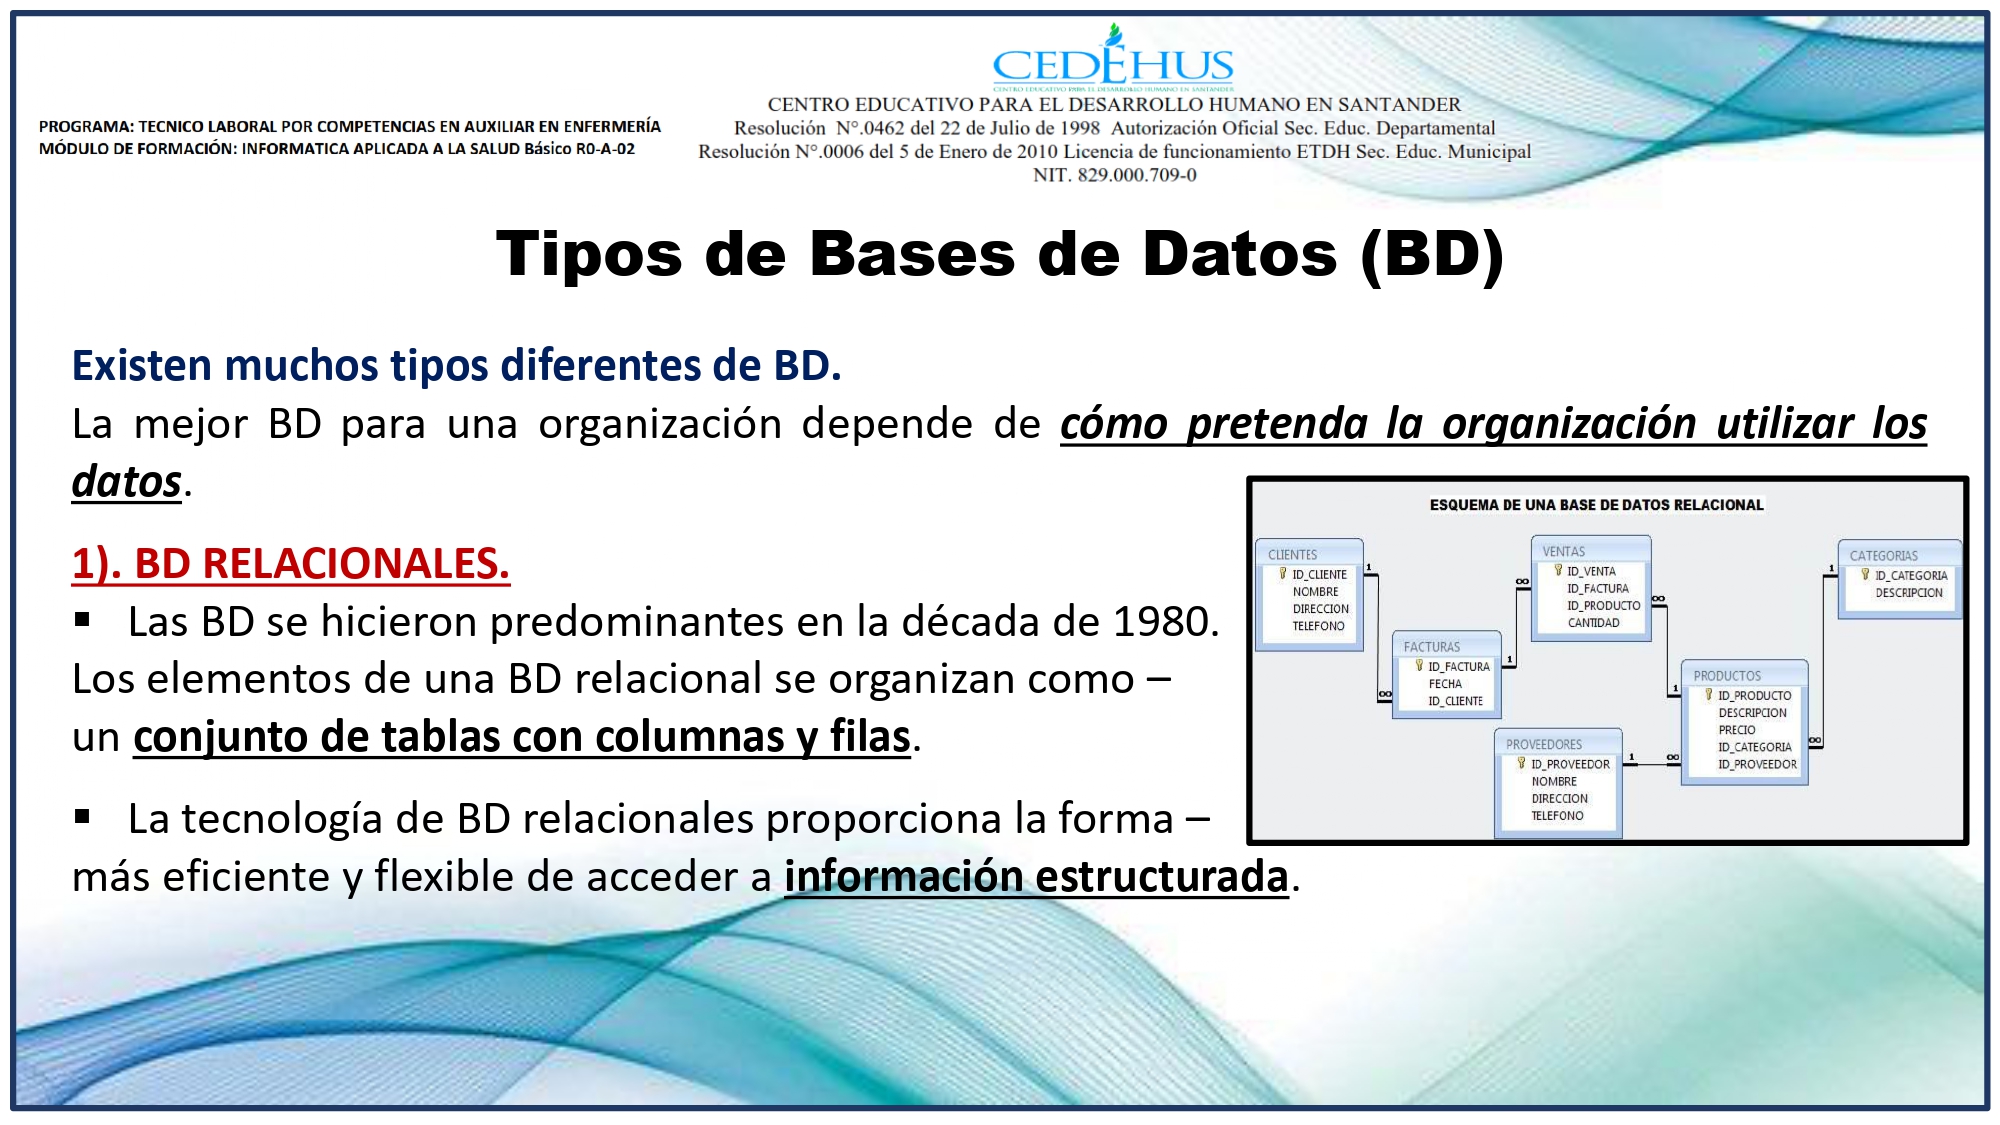 CEDEHUS
CENTRO EDUCATIVO PARA EL DESARROLLO HUMANO EN SANTANDER
CENTRO EDUCATIVO PARA EL DESARROLLO HUMANO EN SANTANDER
Resolución N°.0462 del 22 de Julio de 1998 Autorización Oficial Sec. Educ. Departamental
Resolución N°.0006 del 5 de Enero de 2010 Licencia de funcionamiento ETDH Sec. Educ. Municipal
NIT. 829.000.709-0
PROGRAMA: TECNICO LABORAL POR COMPETENCIAS EN AUXILIAR EN ENFERMERÍA
MÓDULO DE FORMACIÓN: INFORMATICA APLICADA A LA SALUD Básico R0-A-02
Tipos de Bases de Datos (BD)
Existen muchos tipos diferentes de BD.
La mejor BD para una organización depende de cómo pretenda la organización utilizar los
datos.
1). BD RELACIONALES.
▪ Las BD se hicieron predominantes en la década de 1980.
Los elementos de una BD relacional se organizan como –
un conjunto de tablas con columnas y filas.
▪ La tecnología de BD relacionales proporciona la forma –
más eficiente y flexible de acceder a información estructurada.
ESQUEMA DE UNA BASE DE DATOS RELACIONAL
CLIENTES
ID_CLIENTE
NOMBRE
DIRECCION
TELEFONO
1
∞
FACTURAS
ID_FACTURA
FECHA
ID_CLIENTE
1
∞
VENTAS
ID_VENTA
ID_FACTURA
ID_PRODUCTO
CANTIDAD
∞
1
PRODUCTOS
ID_PRODUCTO
DESCRIPCION
PRECIO
ID_CATEGORIA
ID_PROVEEDOR
∞
1
CATEGORIAS
ID_CATEGORIA
DESCRIPCION
PROVEEDORES
ID_PROVEEDOR
NOMBRE
DIRECCION
TELEFONO
1
∞